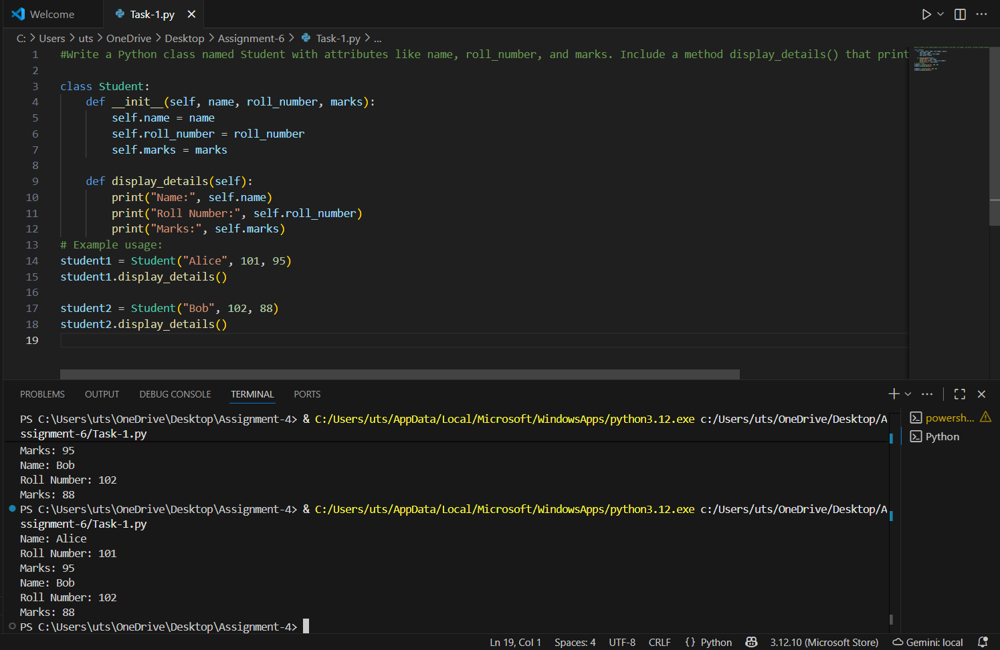 Welcome
Task-1.py
C: > Users > uts > OneDrive > Desktop > Assignment-6 > Task-1.py > ...
1 #Write a Python class named Student with attributes like name, roll_number, and marks. Include a method display_details() that print
2
3 class Student:
4     def __init__(self, name, roll_number, marks):
5         self.name = name
6         self.roll_number = roll_number
7         self.marks = marks
8
9     def display_details(self):
10         print("Name:", self.name)
11         print("Roll Number:", self.roll_number)
12         print("Marks:", self.marks)
13 # Example usage:
14 student1 = Student("Alice", 101, 95)
15 student1.display_details()
16
17 student2 = Student("Bob", 102, 88)
18 student2.display_details()
19
PROBLEMS OUTPUT DEBUG CONSOLE TERMINAL PORTS
PS C:\Users\uts\OneDrive\Desktop\Assignment-4> & C:/Users/uts/AppData/Local/Microsoft/WindowsApps/python3.12.exe c:/Users/uts/OneDrive/Desktop/A
ssignment-6/Task-1.py
Marks: 95
Name: Bob
Roll Number: 102
Marks: 88
PS C:\Users\uts\OneDrive\Desktop\Assignment-4> & C:/Users/uts/AppData/Local/Microsoft/WindowsApps/python3.12.exe c:/Users/uts/OneDrive/Desktop/A
ssignment-6/Task-1.py
Name: Alice
Roll Number: 101
Marks: 95
Name: Bob
Roll Number: 102
Marks: 88
PS C:\Users\uts\OneDrive\Desktop\Assignment-4>
powersh...
Python
Ln 19, Col 1 Spaces: 4 UTF-8 CRLF {} Python 3.12.10 (Microsoft Store) Gemini: local